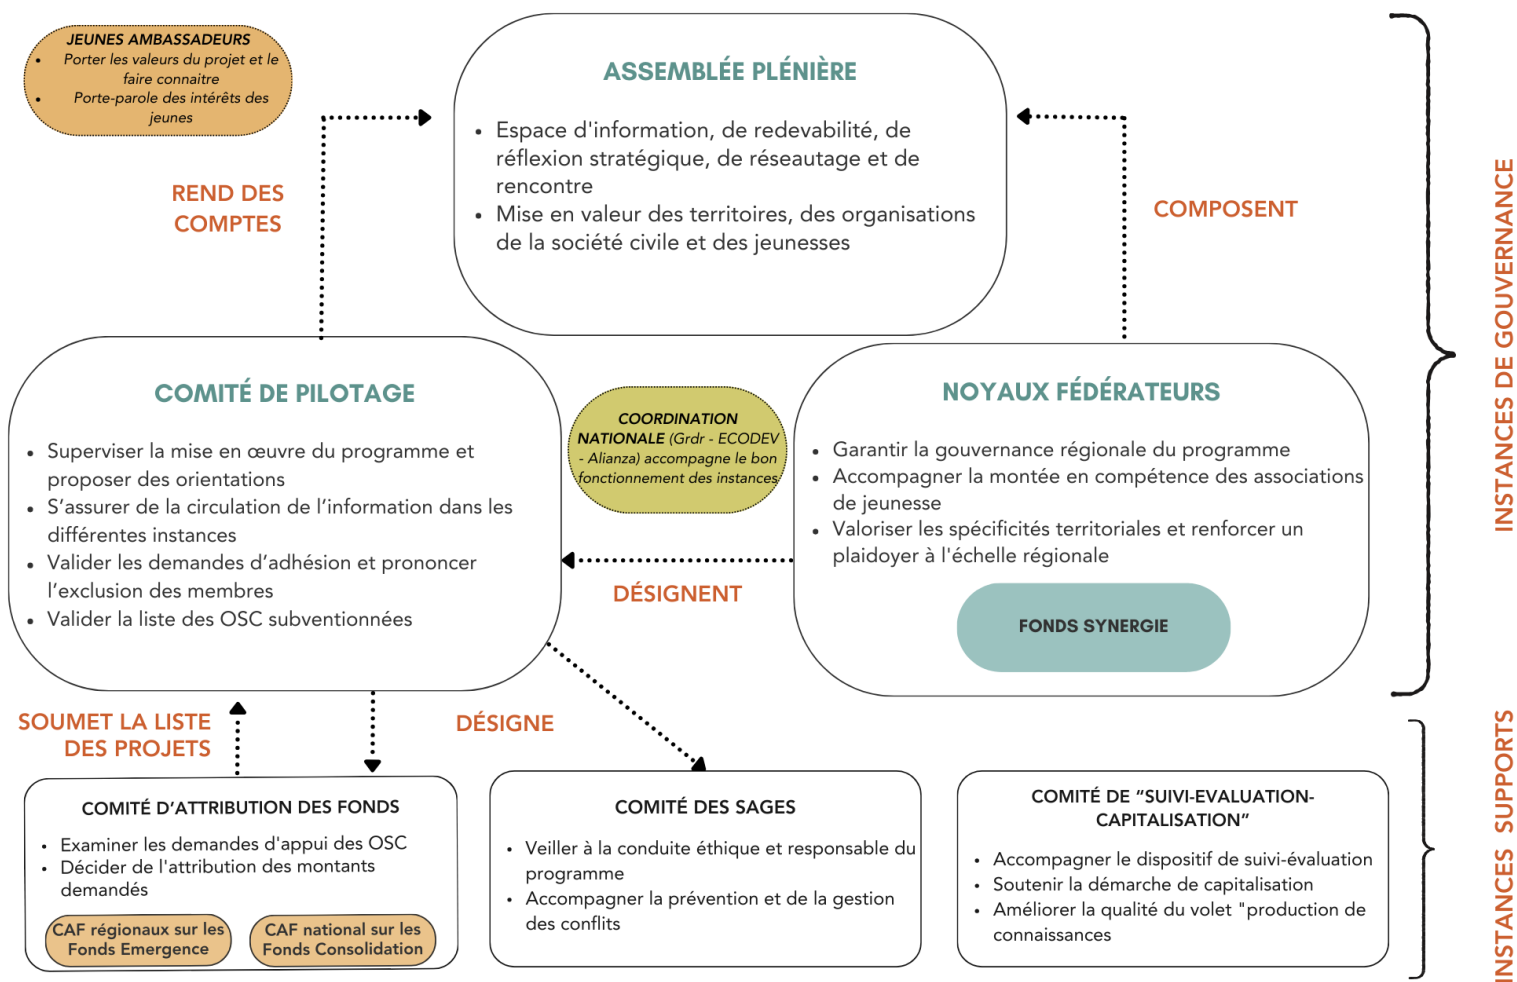 JEUNES AMBASSADEURS
• Porter les valeurs du projet et le
faire connaitre
• Porte-parole des intérêts des
jeunes
ASSEMBLÉE PLÉNIÈRE
• Espace d'information, de redevabilité, de
réflexion stratégique, de réseautage et de
rencontre
• Mise en valeur des territoires, des organisations
de la société civile et des jeunesses
REND DES
COMPTES
COMPOSENT
INSTANCES DE GOUVERNANCE
COMITÉ DE PILOTAGE
• Superviser la mise en œuvre du programme et
proposer des orientations
• S’assurer de la circulation de l’information dans les
différentes instances
• Valider les demandes d’adhésion et prononcer
l’exclusion des membres
• Valider la liste des OSC subventionnées
COORDINATION
NATIONALE (Grdr - ECODEV
- Alianza) accompagne le bon
fonctionnement des instances
NOYAUX FÉDÉRATEURS
• Garantir la gouvernance régionale du programme
• Accompagner la montée en compétence des associations
de jeunesse
• Valoriser les spécificités territoriales et renforcer un
plaidoyer à l'échelle régionale
FONDS SYNERGIE
DÉSIGNENT
SOUMET LA LISTE
DES PROJETS
DÉSIGNE
COMITÉ D’ATTRIBUTION DES FONDS
• Examiner les demandes d'appui des OSC
• Décider de l'attribution des montants
demandés
CAF régionaux sur les
Fonds Emergence
CAF national sur les
Fonds Consolidation
COMITÉ DES SAGES
• Veiller à la conduite éthique et responsable du
programme
• Accompagner la prévention et de la gestion
des conflits
COMITÉ DE “SUIVI-EVALUATION-
CAPITALISATION”
• Accompagner le dispositif de suivi-évaluation
• Soutenir la démarche de capitalisation
• Améliorer la qualité du volet "production de
connaissances
INSTANCES SUPPORTS